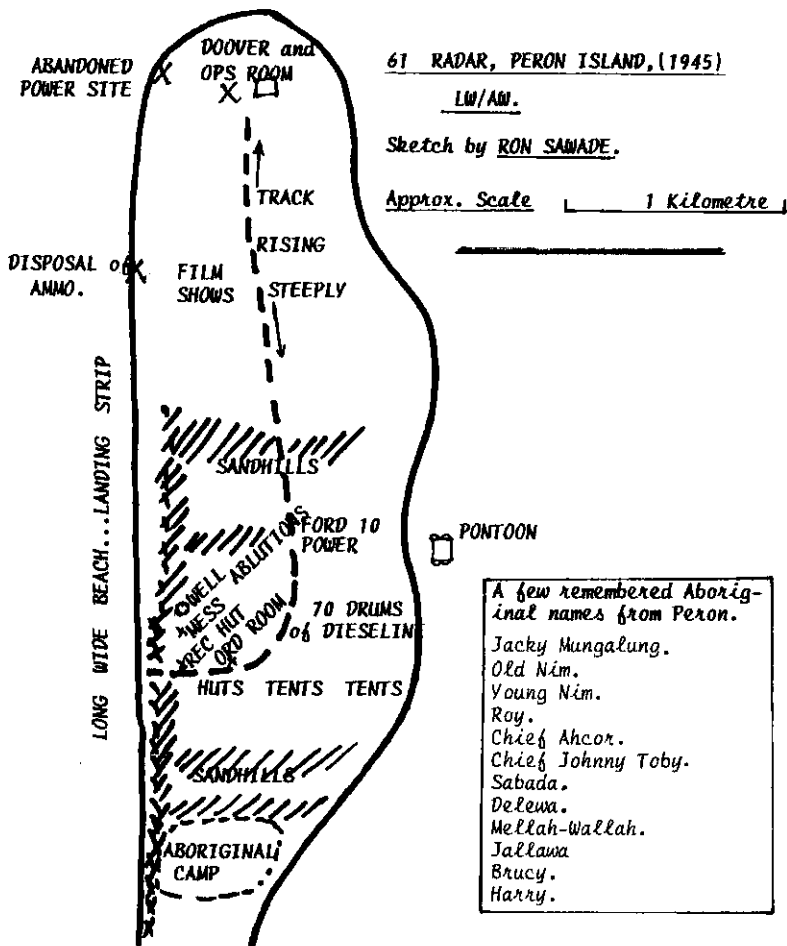 61 RADAR, PERON ISLAND,(1945)
LW/AW.
Sketch by RON SAWADE.
Approx. Scale 1 Kilometre
ABANDONED
POWER SITE
DOOVER and
OPS ROOM
TRACK
RISING
STEEPLY
DISPOSAL of
AMMO.
FILM
SHOWS
LONG WIDE BEACH...LANDING STRIP
SANDHILLS
FORD 10
POWER
PONTOON
WELL ABLUTIONS
MESS
REC HUT
ORD ROOM
70 DRUMS
of DIESELINE
HUTS TENTS TENTS
SANDHILLS
ABORIGINAL
CAMP
A few remembered Aborig-
inal names from Peron.
Jacky Mungalung.
Old Nim.
Young Nim.
Roy.
Chief Ahcor.
Chief Johnny Toby.
Sabada.
Delewa.
Mellah-Wallah.
Jallawa
Brucy.
Harry.